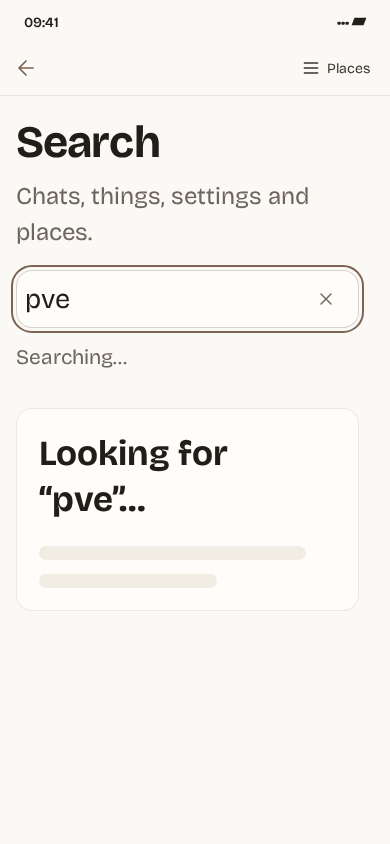 09:41
Places
Search
Chats, things, settings and
places.
pve
Searching...
Looking for
“pve”...